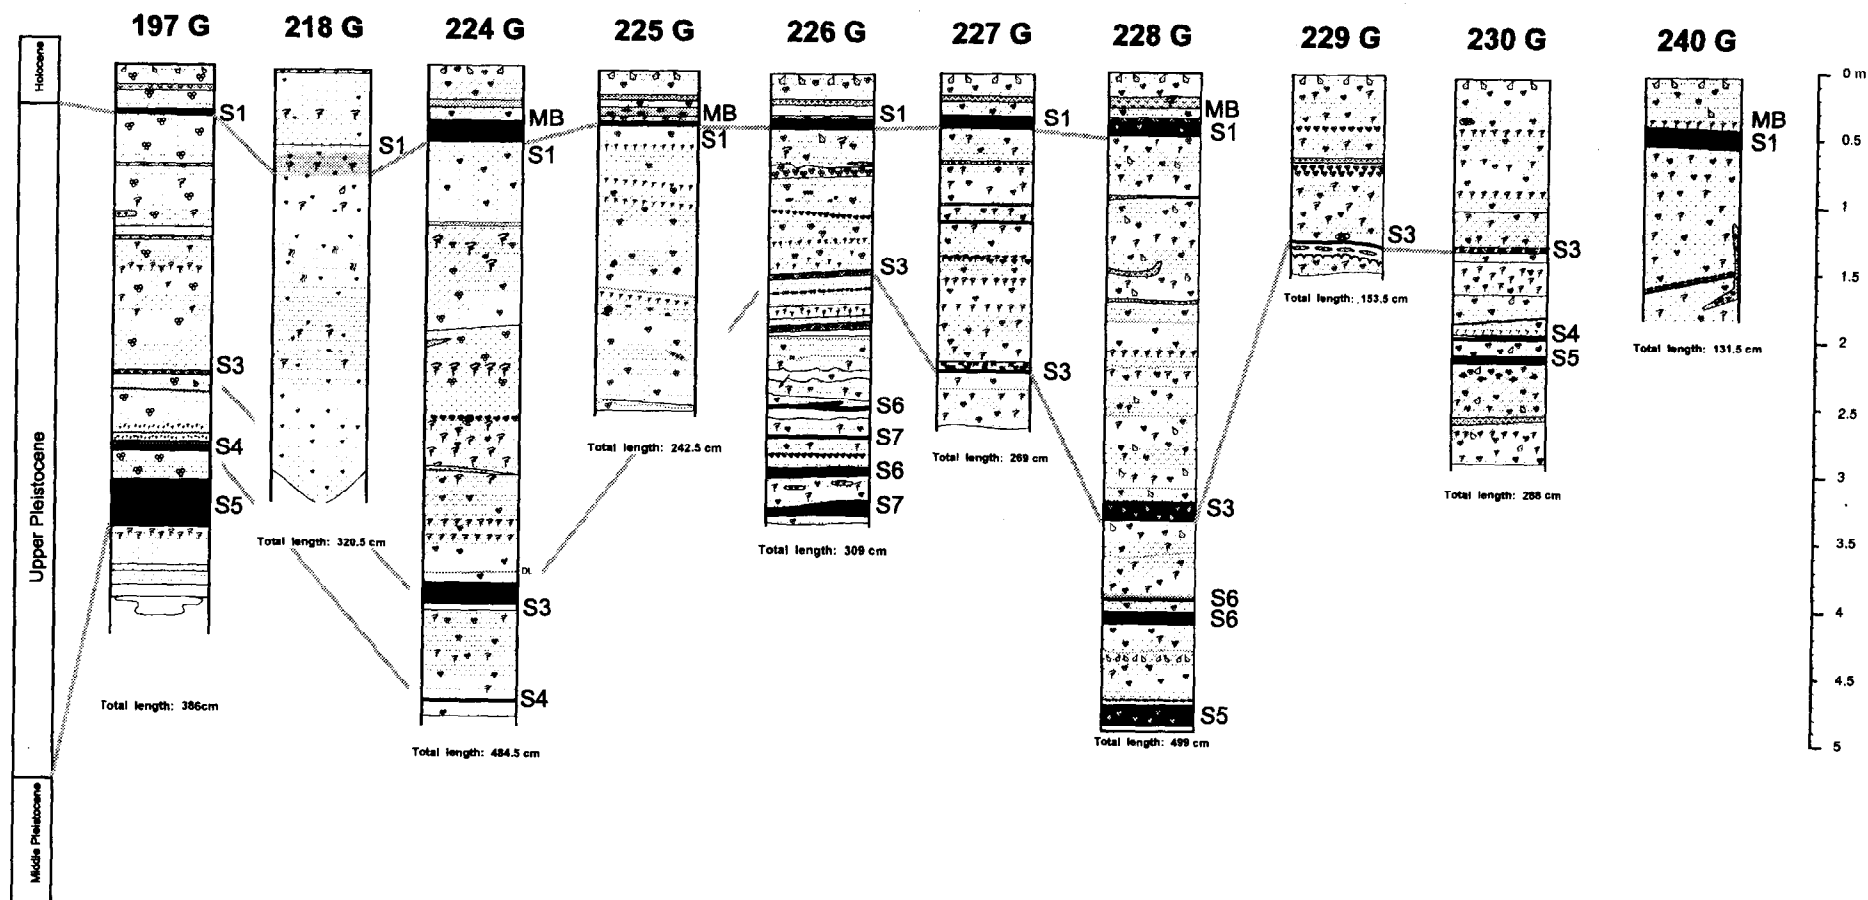 197 G
218 G
224 G
225 G
226 G
227 G
228 G
229 G
230 G
240 G
Holocene
Upper Pleistocene
Middle Pleistocene
S1
S3
S4
S5
Total length: 386cm
S1
Total length: 320.5 cm
MB
S1
DL
S3
S4
Total length: 484.5 cm
MB
S1
Total length: 242.5 cm
S1
S3
S6
S7
S6
S7
Total length: 309 cm
S1
S3
Total length: 269 cm
MB
S1
S3
S6
S6
S5
Total length: 499 cm
S3
Total length: 153.5 cm
S3
S4
S5
Total length: 288 cm
MB
S1
Total length: 131.5 cm
0 m
0.5
1
1.5
2
2.5
3
3.5
4
4.5
5